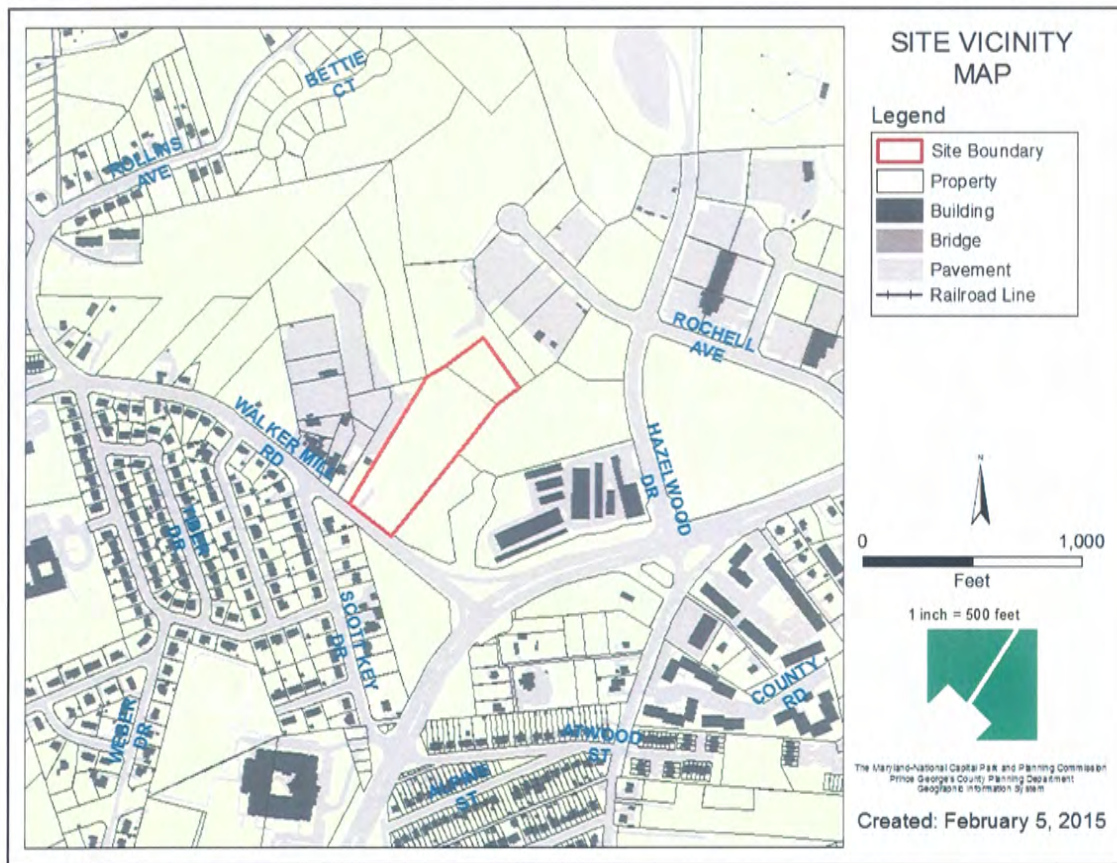 SITE VICINITY
MAP
Legend
Site Boundary
Property
Building
Bridge
Pavement
Railroad Line
N
0 1,000
Feet
1 inch = 500 feet
The Maryland-National Capital Park and Planning Commission
Prince George's County Planning Department
Geographic Information System
Created: February 5, 2015
BETTIE
CT
ROLLINS
AVE
ROCHELL
AVE
WALKER MILL
RD
HAZELWOOD
DR
DR
SCOTT KEY
DR
WEBER
DR
COUNTY
RD
ATWOOD
ST
ALPINE
ST